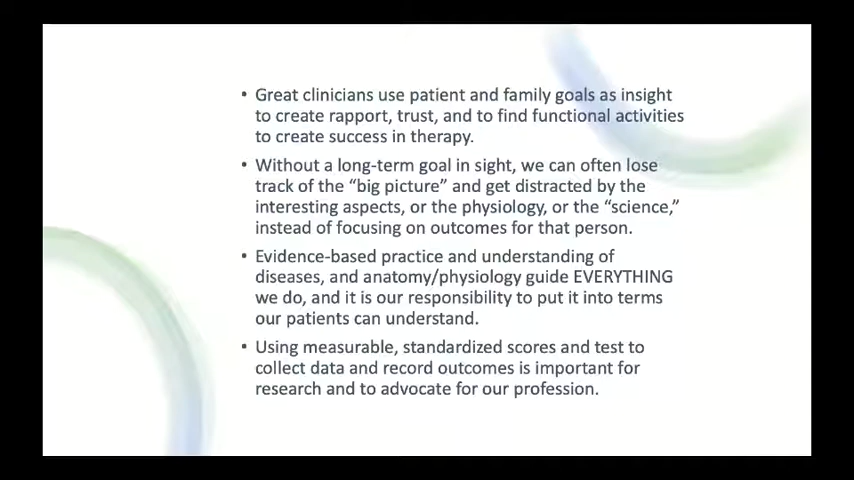 • Great clinicians use patient and family goals as insight
to create rapport, trust, and to find functional activities
to create success in therapy.
• Without a long-term goal in sight, we can often lose
track of the “big picture” and get distracted by the
interesting aspects, or the physiology, or the “science,”
instead of focusing on outcomes for that person.
• Evidence-based practice and understanding of
diseases, and anatomy/physiology guide EVERYTHING
we do, and it is our responsibility to put it into terms
our patients can understand.
• Using measurable, standardized scores and test to
collect data and record outcomes is important for
research and to advocate for our profession.